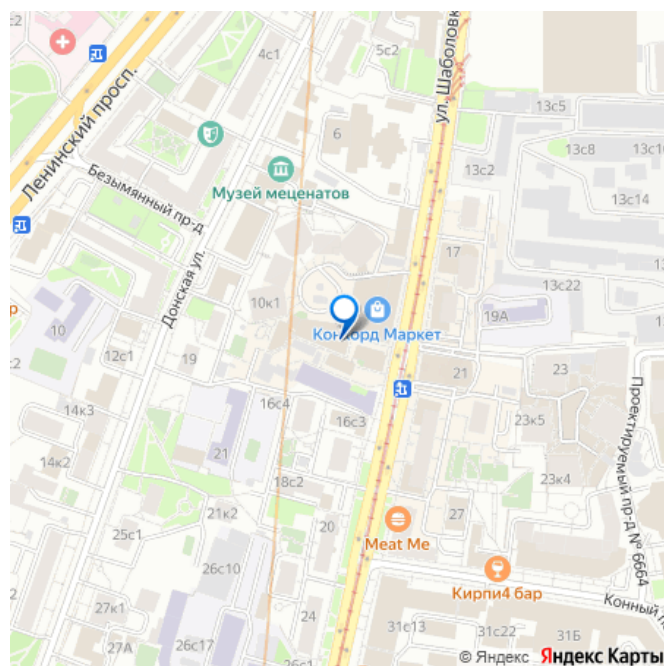 4с1
5с2
ул. Шаболовк
Ленинский просп.
6
13с5
13с8
13с10
13с2
Безымянный пр-д
Музей меценатов
13с14
17
Донская ул.
13с22
10к1
19А
Конкорд Маркет
р
10
12с1
19
21
23
Проектируемый пр-д № 6664
14к3
16с4
16с3
23к5
14к2
21
18с2
23к4
21к2
20
27
25с1
Meat Me
26с10
Кирпи4 бар
27к1
24
Конный п
31с13
31с22
31Б
27А
26с17
© Яндекс Яндекс Карты